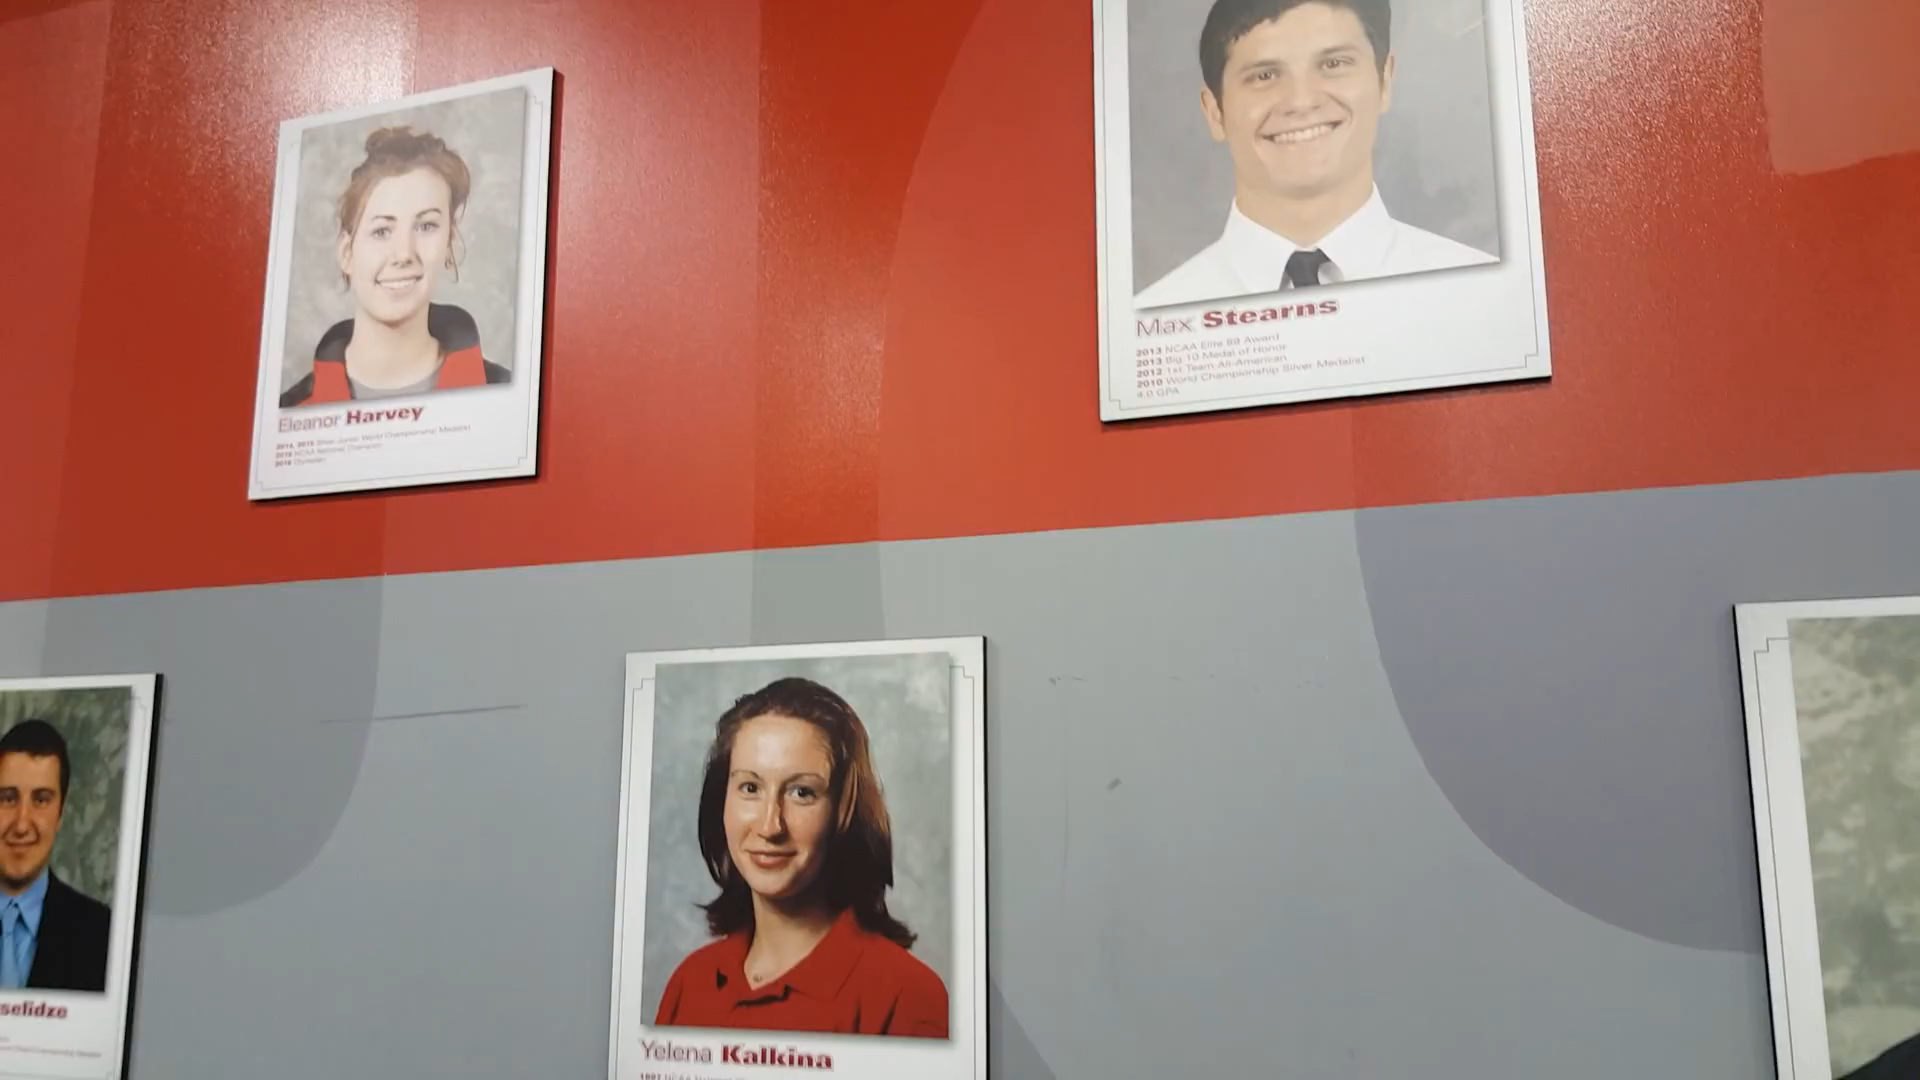 Max Stearns
2013 NCAA Elite 89 Award
2013 Big 10 Medal of Honor
2012 1st Team All-American
2010 World Championship Silver Medalist
4.0 GPA
Eleanor Harvey
2014, 2015 Silver Junior World Championship Medalist
2016 NCAA National Champion
2016 Olympian
selidze
Yelena Kalkina
1997 NCAA